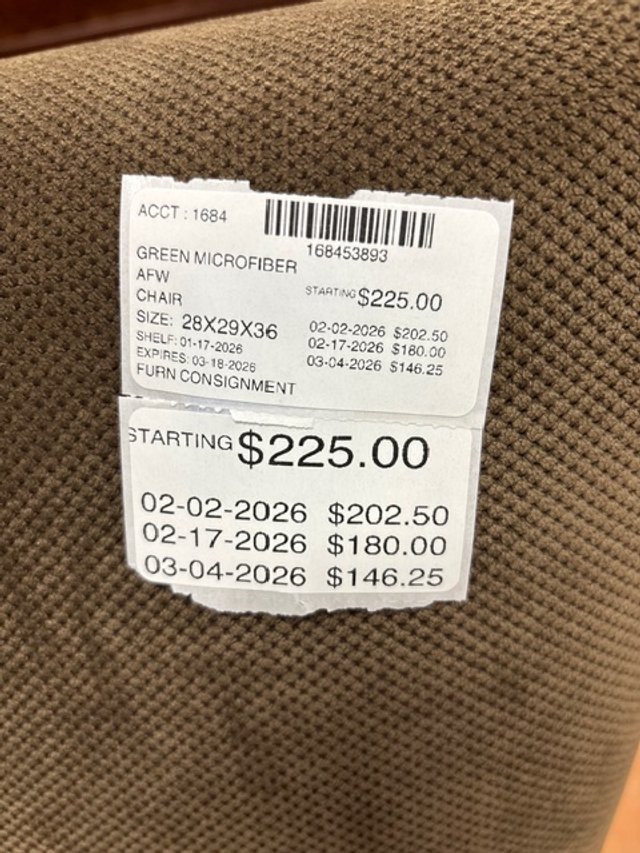 ACCT : 1684
168453893
GREEN MICROFIBER
AFW
CHAIR
STARTING $225.00
SIZE: 28X29X36
02-02-2026 $202.50
SHELF: 01-17-2026
02-17-2026 $180.00
EXPIRES: 03-18-2026
03-04-2026 $146.25
FURN CONSIGNMENT
STARTING $225.00
02-02-2026 $202.50
02-17-2026 $180.00
03-04-2026 $146.25